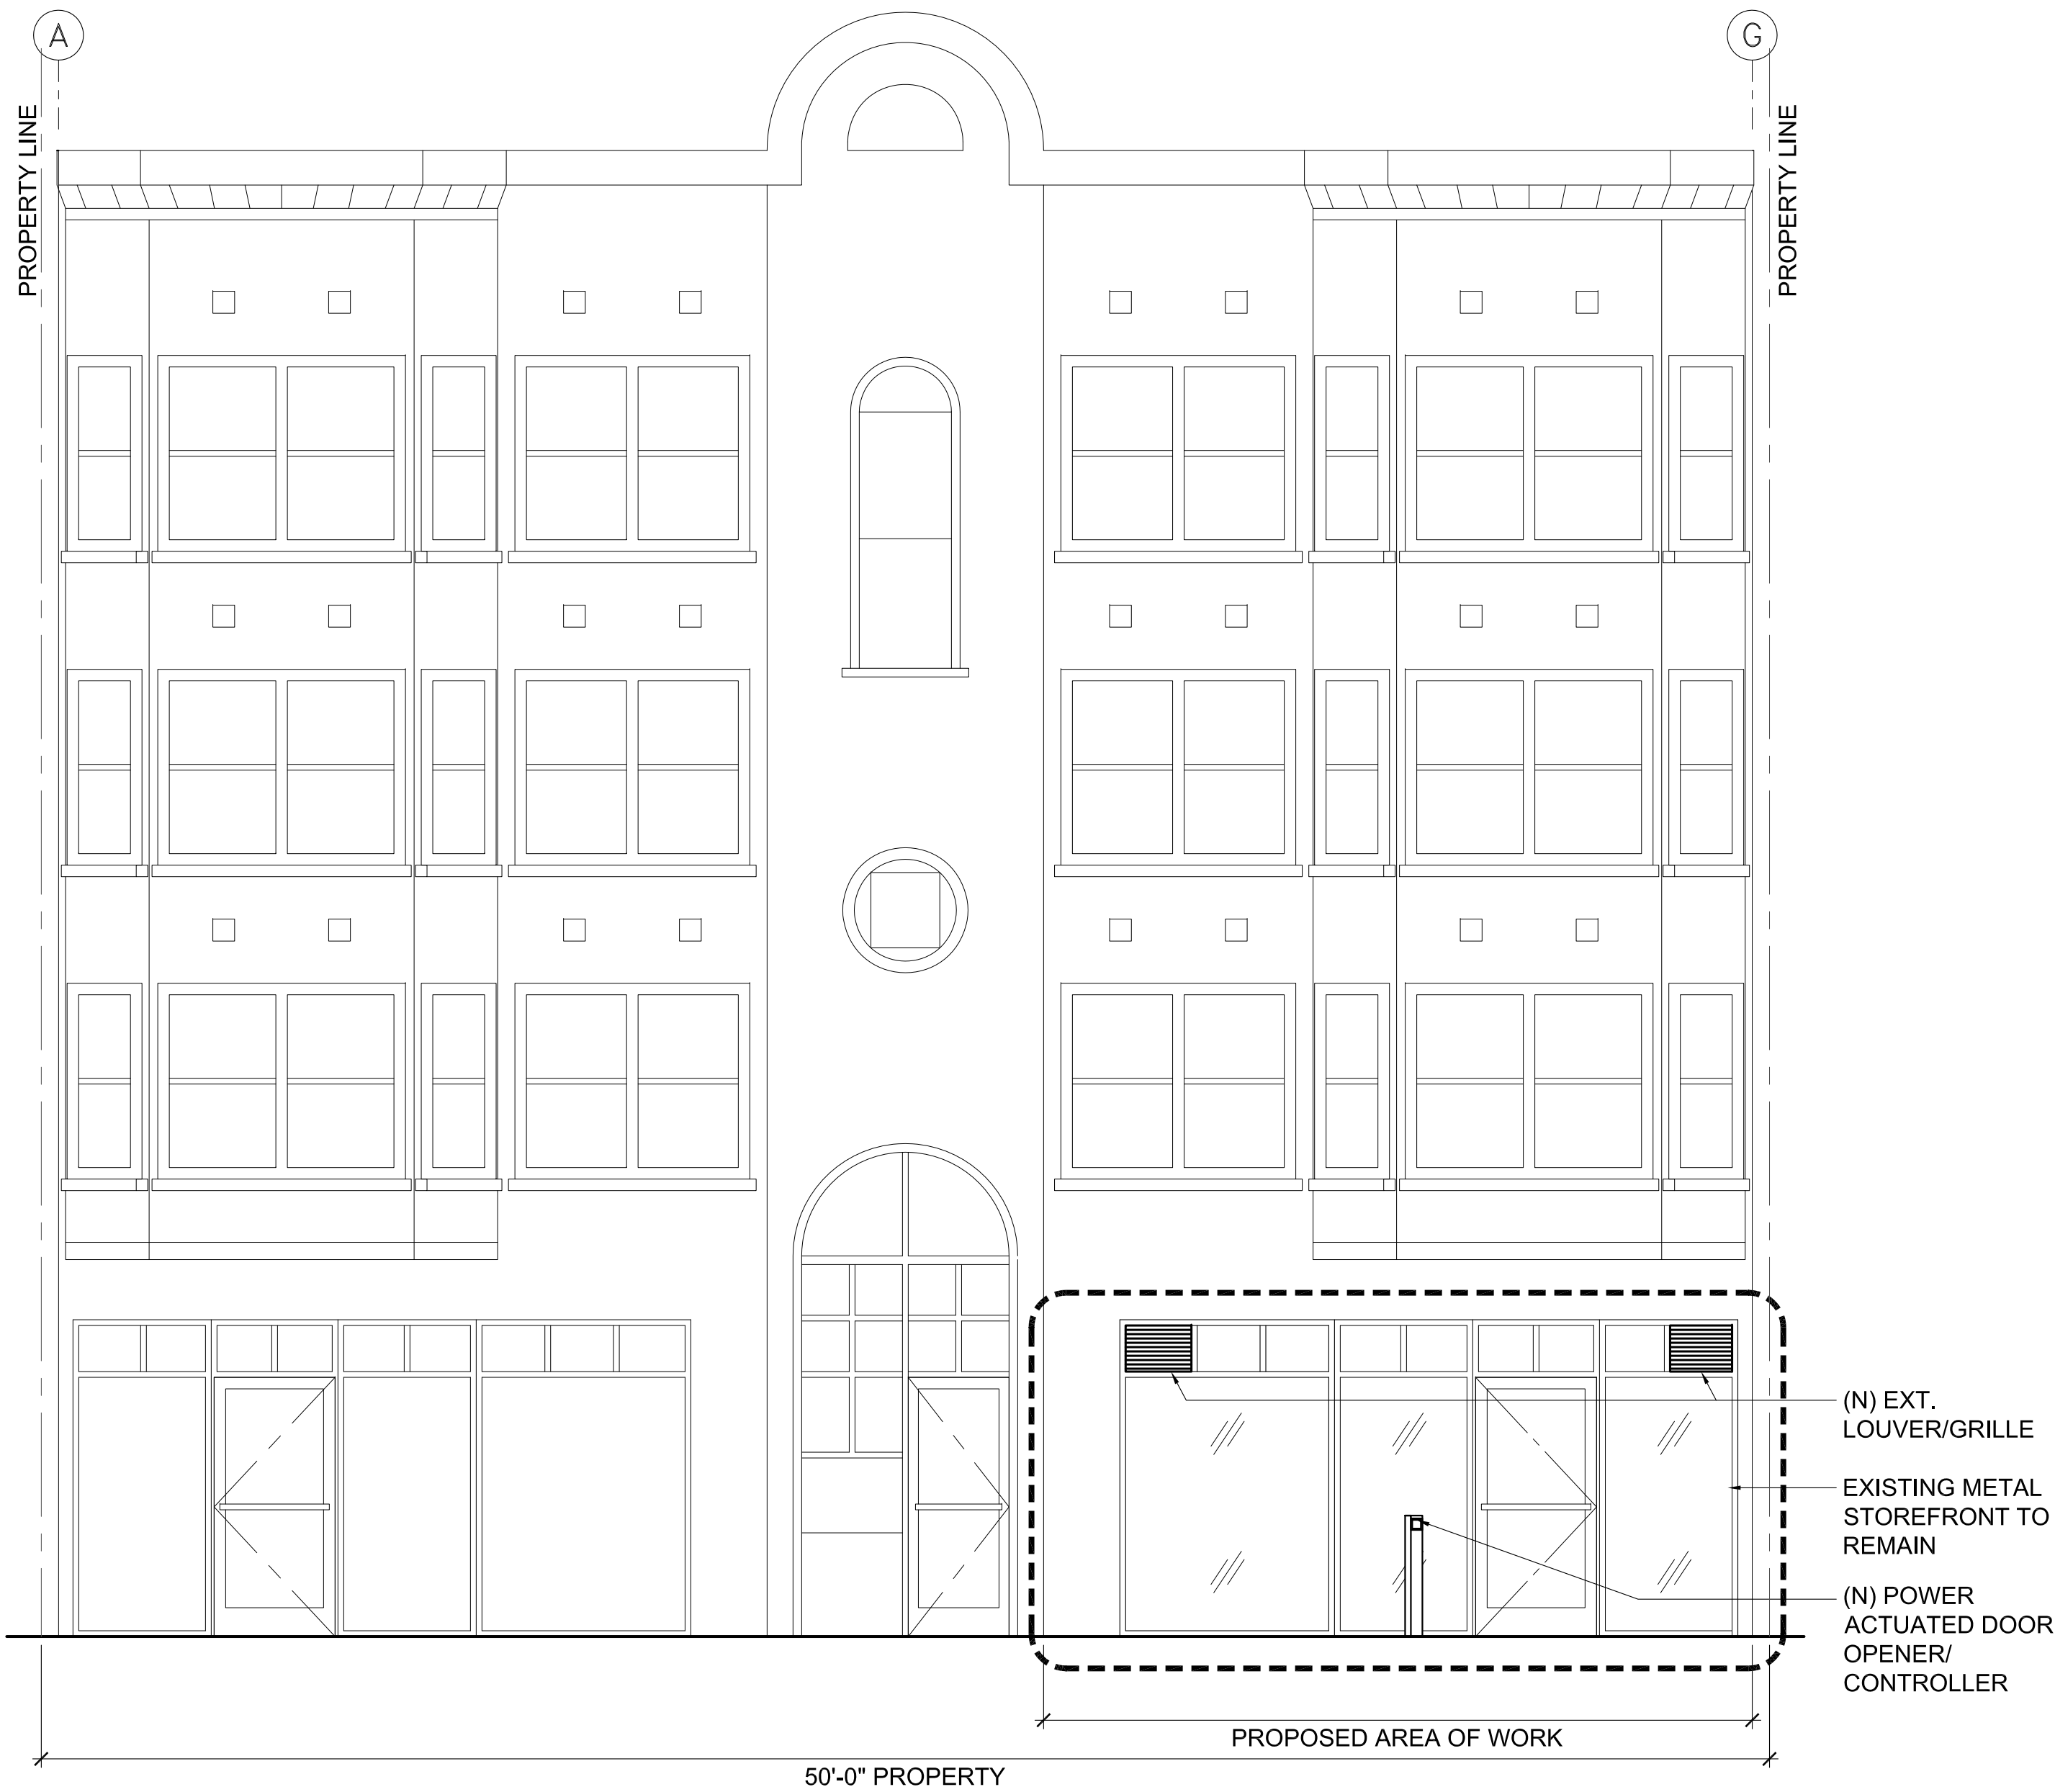 A
G
PROPERTY LINE
PROPERTY LINE
(N) EXT.
LOUVER/GRILLE
EXISTING METAL
STOREFRONT TO
REMAIN
(N) POWER
ACTUATED DOOR
OPENER/
CONTROLLER
PROPOSED AREA OF WORK
50'-0" PROPERTY